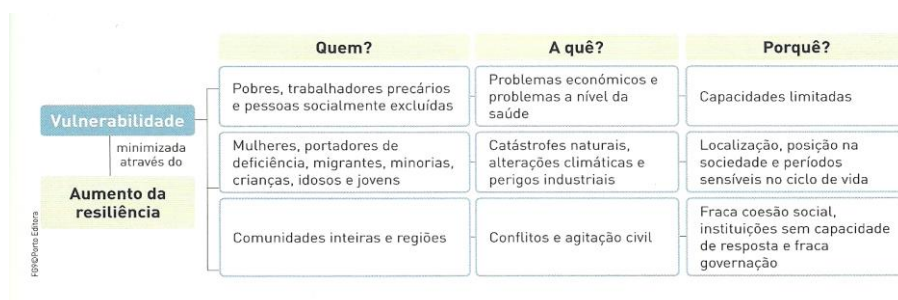 Quem?
A quê?
Porquê?
Vulnerabilidade
minimizada
através do
Aumento da
resiliência
Pobres, trabalhadores precários
e pessoas socialmente excluídas
Problemas económicos e
problemas a nível da
saúde
Capacidades limitadas
Mulheres, portadores de
deficiência, migrantes, minorias,
crianças, idosos e jovens
Catástrofes naturais,
alterações climáticas e
perigos industriais
Localização, posição na
sociedade e períodos
sensíveis no ciclo de vida
Comunidades inteiras e regiões
Conflitos e agitação civil
Fraca coesão social,
instituições sem capacidade
de resposta e fraca
governação
F09©Porto Editora